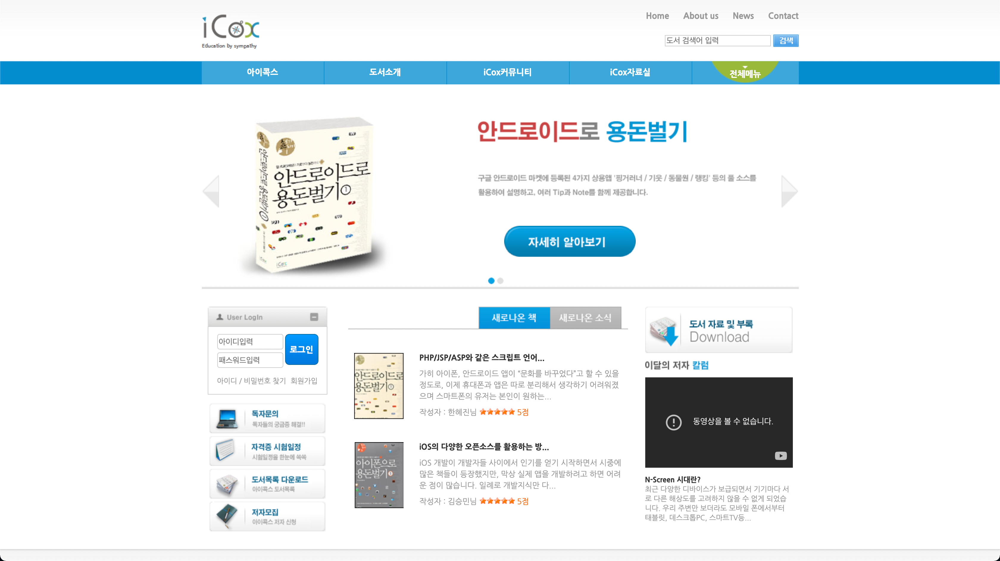 iCox
Education by sympathy
Home About us News Contact
도서 검색어 입력 검색
아이콕스 도서소개 iCox커뮤니티 iCox자료실 전체메뉴
안드로이드로
용돈벌기①
안드로이드로 용돈벌기①
iCox
안드로이드로 용돈벌기
구글 안드로이드 마켓에 등록된 4가지 상용앱 '핑거러너 / 기웃 / 동물원 / 랭킹' 등의 풀 소스를
활용하여 설명하고, 여러 Tip과 Note를 함께 제공합니다.
자세히 알아보기
User LogIn
아이디입력
패스워드입력
로그인
아이디 / 비밀번호 찾기 회원가입
독자문의
독자들의 궁금증 해결!!
자격증 시험일정
시험일정을 한눈에 쏙쏙
도서목록 다운로드
아이콕스 도서목록
저자모집
아이콕스 저자 신청
새로나온 책 새로나온 소식
안드로이드로
용돈벌기①
PHP/JSP/ASP와 같은 스크립트 언어...
가히 아이폰, 안드로이드 앱이 “문화를 바꾸었다”고 할 수 있을
정도로, 이제 휴대폰과 앱은 따로 분리해서 생각하기 어려워졌
으며 스마트폰의 유저는 본인이 원하는...
작성자 : 한혜진님 5점
아이폰으로
용돈벌기①
iOS의 다양한 오픈소스를 활용하는 방...
iOS 개발이 개발자들 사이에서 인기를 얻기 시작하면서 시중에
많은 책들이 등장했지만, 막상 실제 앱을 개발하려고 하면 어려
운 점이 많습니다. 일례로 개발지식만 다...
작성자 : 김승민님 5점
도서 자료 및 부록
Download
이달의 저자 칼럼
동영상을 볼 수 없습니다.
N-Screen 시대란?
최근 다양한 디바이스가 보급되면서 기기마다 서
로 다른 해상도를 고려하지 않을 수 없게 되었습
니다. 우리 주변만 보더라도 모바일 폰에서부터
태블릿, 데스크톱PC, 스마트TV등...